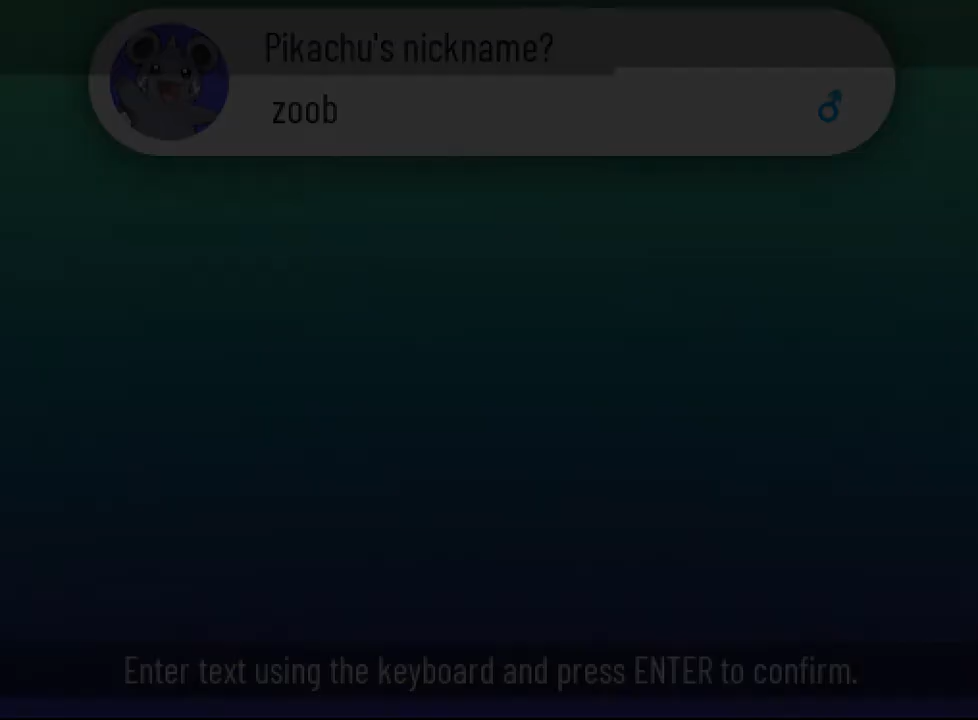 Pikachu's nickname?
zoob
Enter text using the keyboard and press ENTER to confirm.